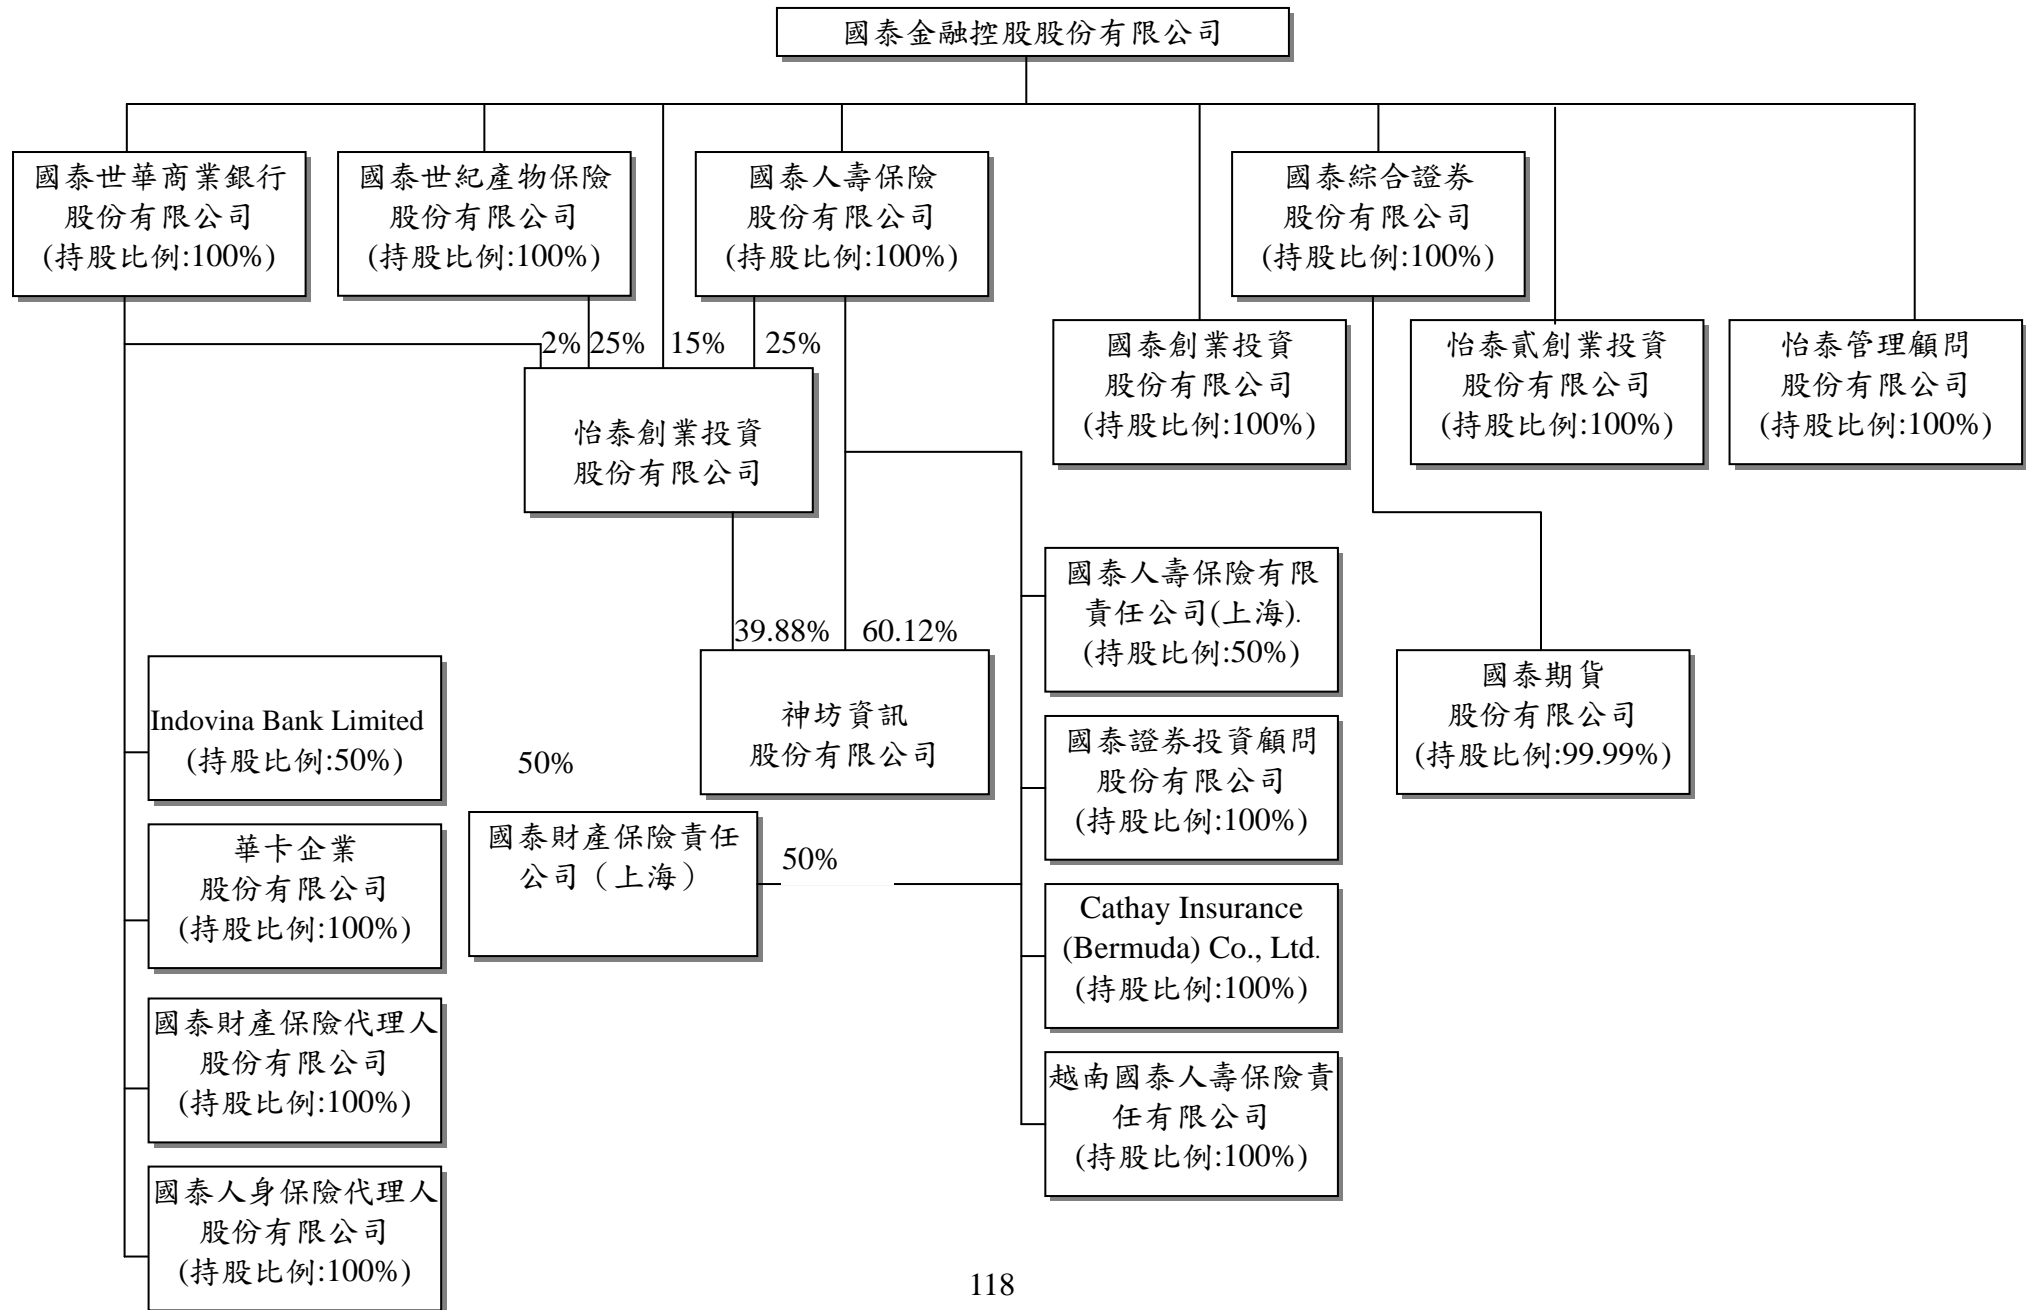 國泰金融控股股份有限公司
國泰世華商業銀行
股份有限公司
(持股比例:100%)
國泰世紀產物保險
股份有限公司
(持股比例:100%)
國泰人壽保險
股份有限公司
(持股比例:100%)
國泰綜合證券
股份有限公司
(持股比例:100%)
2%
25%
15%
25%
國泰創業投資
股份有限公司
(持股比例:100%)
怡泰貳創業投資
股份有限公司
(持股比例:100%)
怡泰管理顧問
股份有限公司
(持股比例:100%)
怡泰創業投資
股份有限公司
39.88%
60.12%
國泰人壽保險有限
責任公司(上海).
(持股比例:50%)
Indovina Bank Limited
(持股比例:50%)
50%
神坊資訊
股份有限公司
國泰期貨
股份有限公司
(持股比例:99.99%)
國泰證券投資顧問
股份有限公司
(持股比例:100%)
華卡企業
股份有限公司
(持股比例:100%)
國泰財產保險責任
公司（上海）
50%
Cathay Insurance
(Bermuda) Co., Ltd.
(持股比例:100%)
國泰財產保險代理人
股份有限公司
(持股比例:100%)
越南國泰人壽保險責
任有限公司
(持股比例:100%)
國泰人身保險代理人
股份有限公司
(持股比例:100%)
118